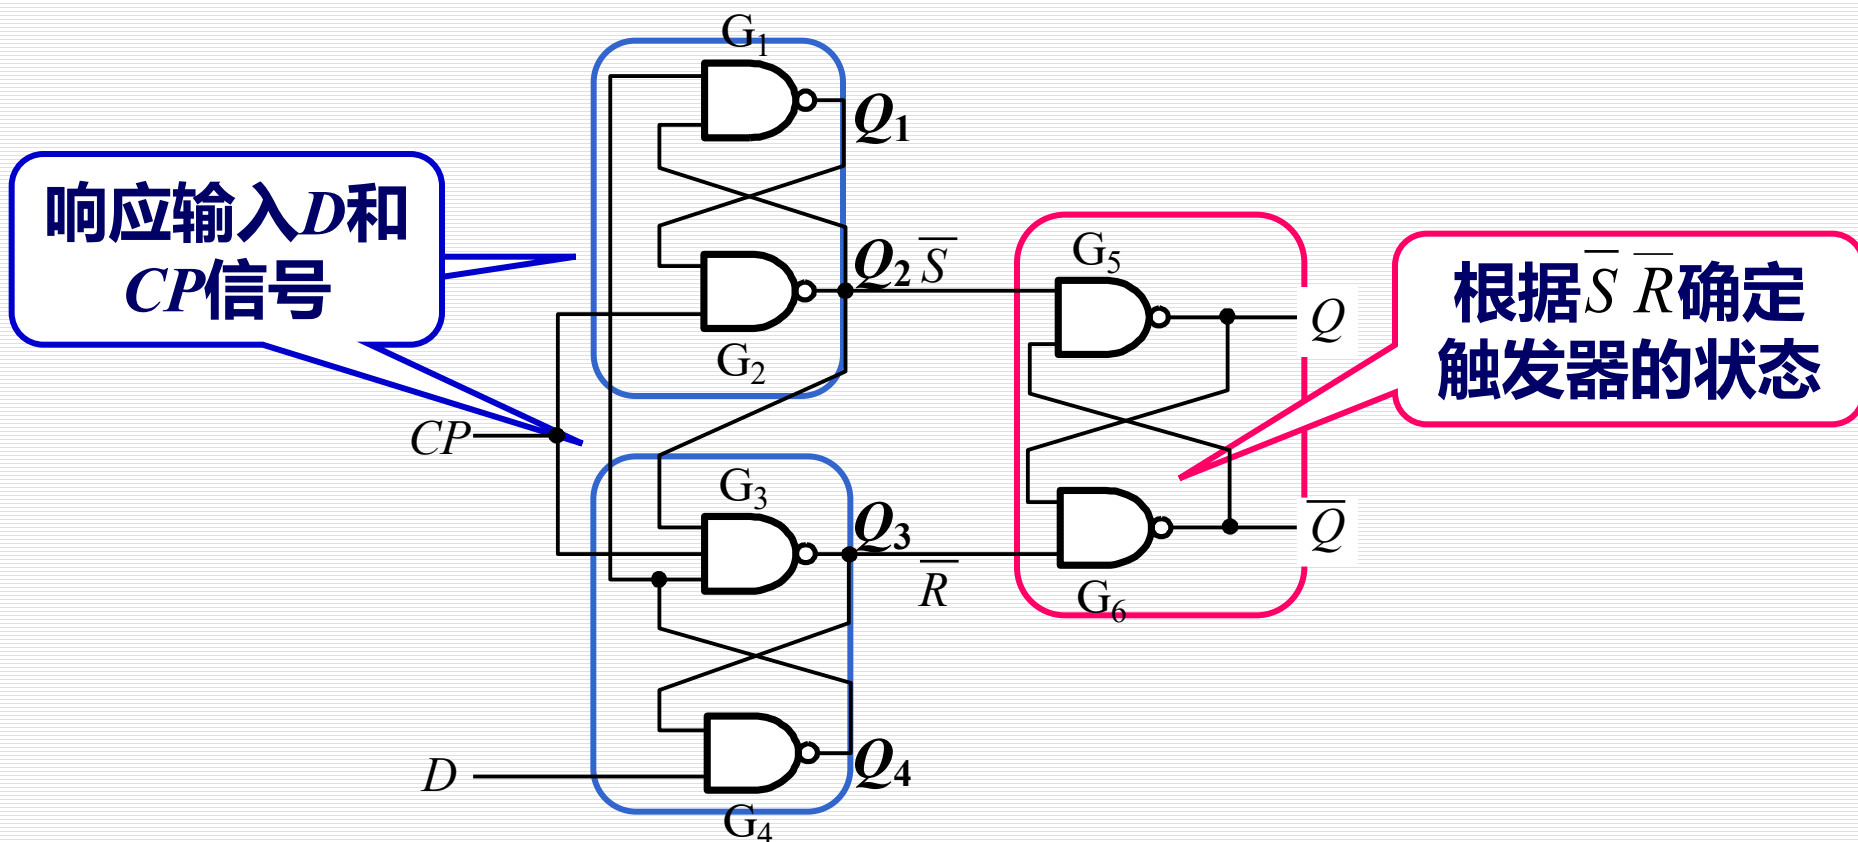 G₁
Q₁
响应输入D和
CP信号
Q₂ S̅
G₂
G₅
Q
根据S̅ R̅确定
触发器的状态
CP
G₃
Q₃
R̅
Q̅
G₆
D
Q₄
G₄